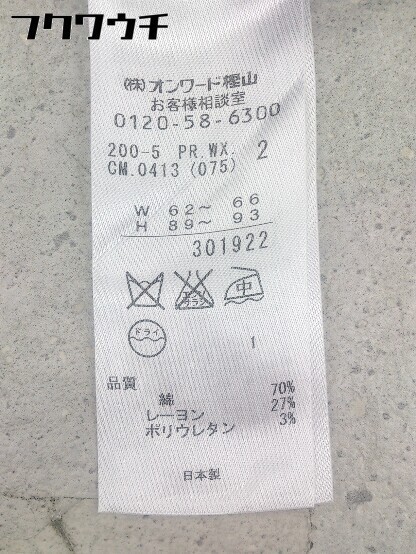 フクワウチ
(株)オンワード樫山
お客様相談室
0120-58-6300
200-5 PR.WX. 2
CM.0413 (075)
W 62〜 66
H 89〜 93
301922
中
ドライ
1
品質
綿 70%
レーヨン 27%
ポリウレタン 3%
日本製